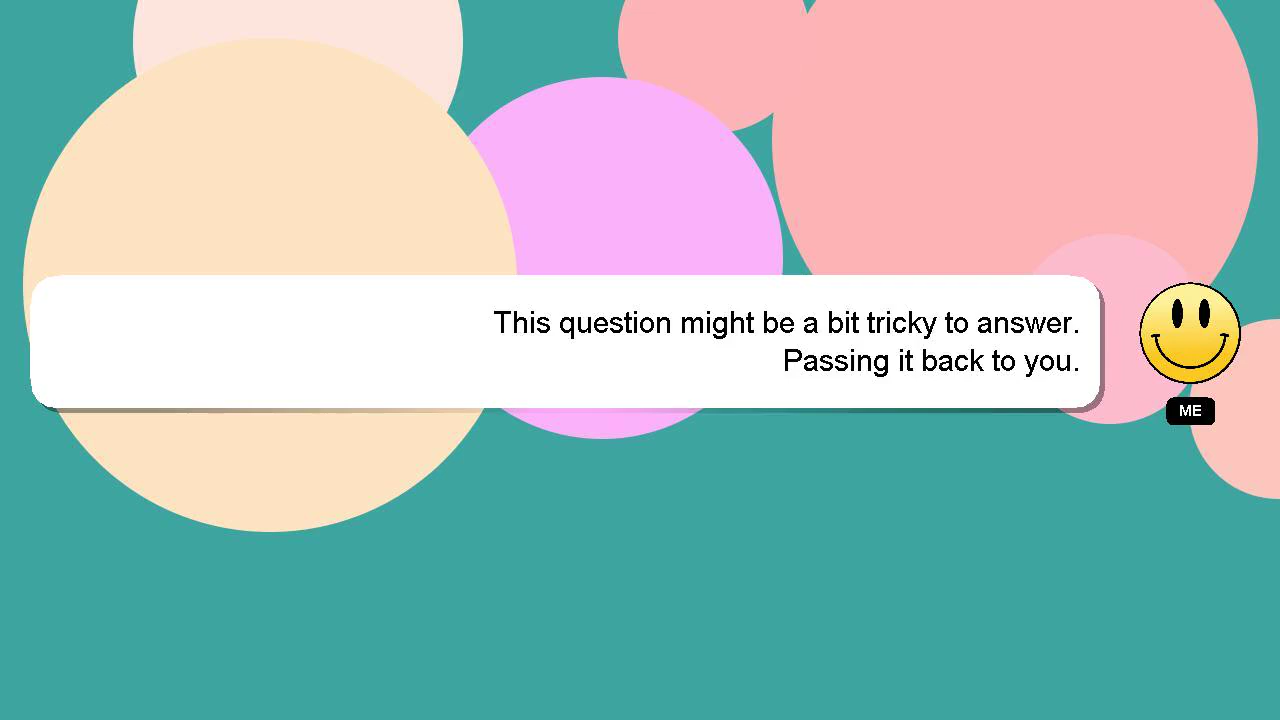 This question might be a bit tricky to answer.
Passing it back to you.
ME